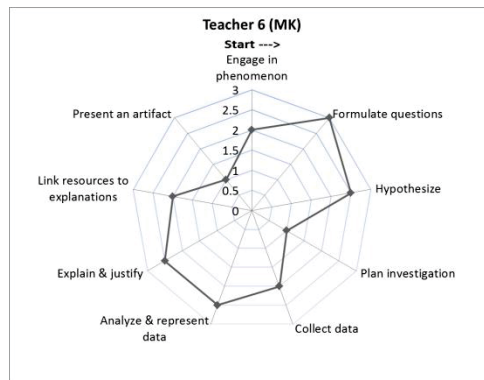 Teacher 6 (MK)
Start --->
Engage in
phenomenon
3
2.5
2
1.5
1
0.5
0
Formulate questions
Hypothesize
Plan investigation
Collect data
Analyze & represent
data
Explain & justify
Link resources to
explanations
Present an artifact